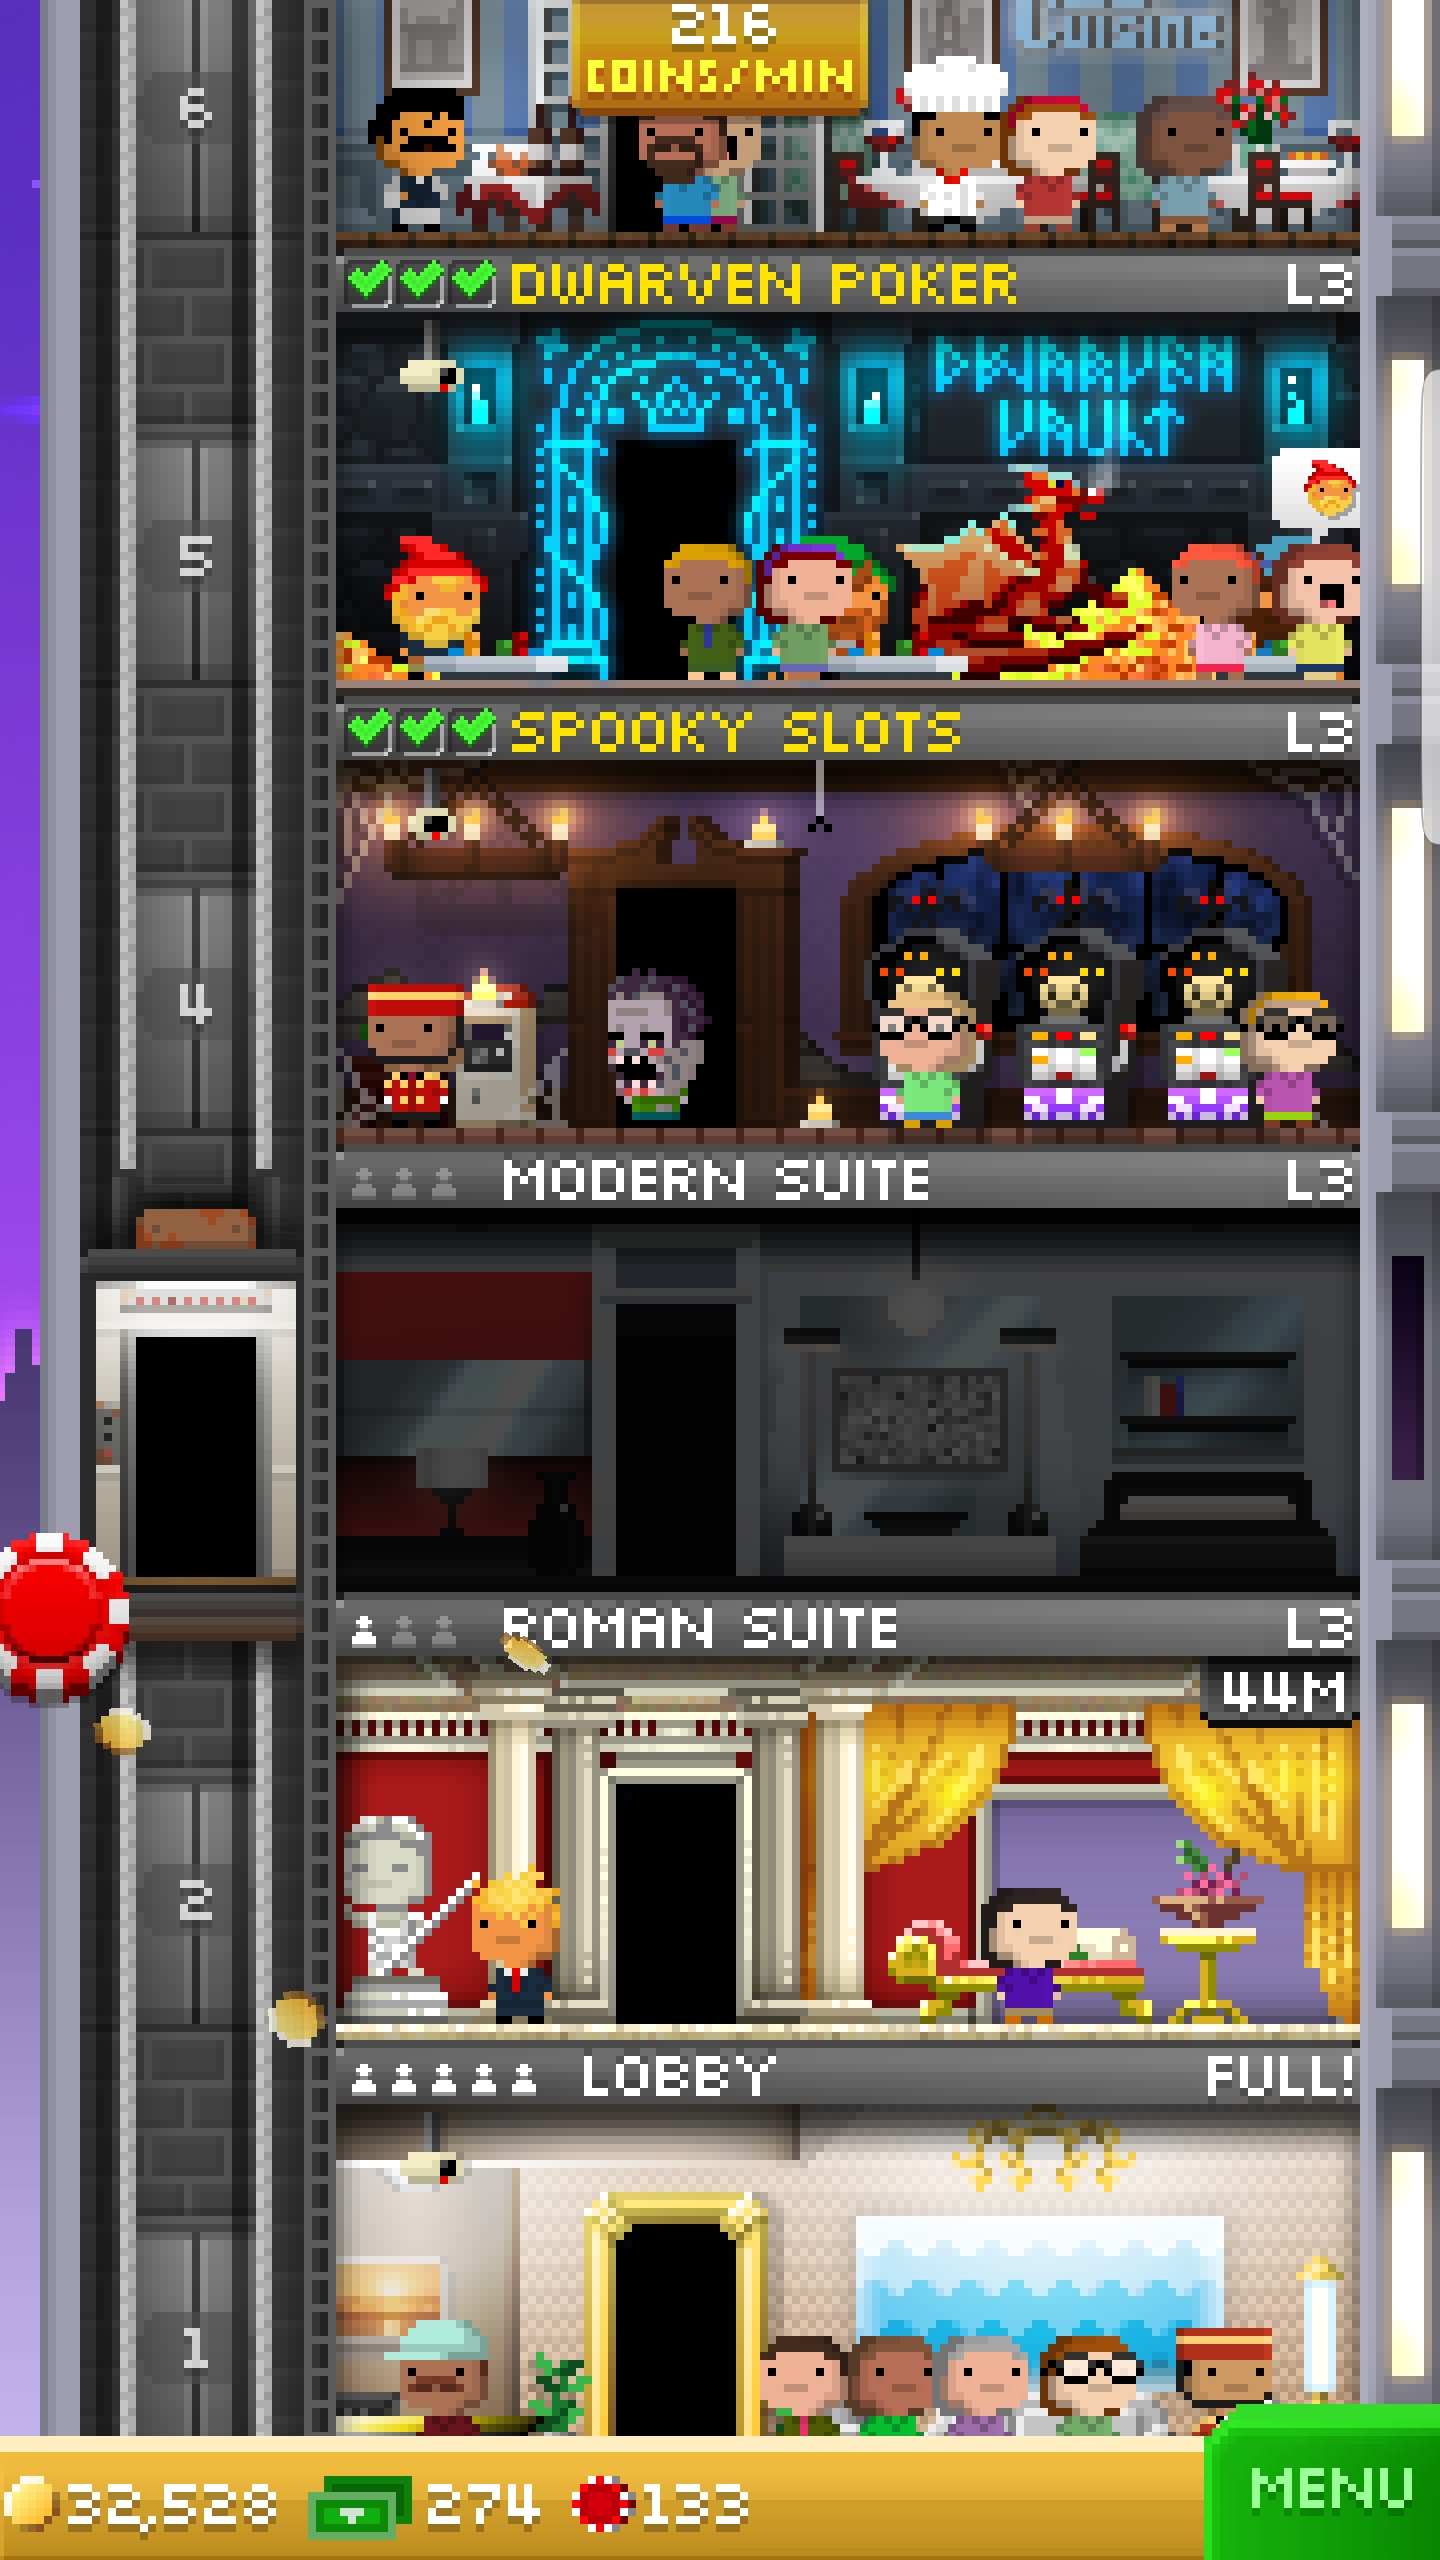 216
COINS/MIN
Cuisine
6
DWARVEN POKER L3
DWARVEN
VAULT
5
SPOOKY SLOTS L3
4
MODERN SUITE L3
ROMAN SUITE L3
44M
2
LOBBY FULL!
1
32,528 274 133
MENU